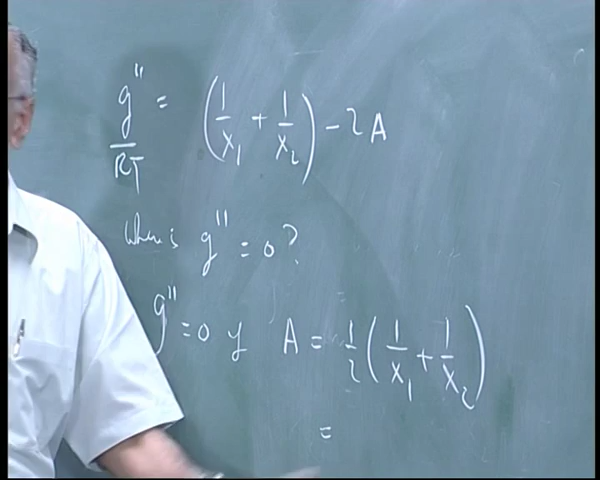 g''/RT = (1/x₁ + 1/x₂) - 2A
When is g'' = 0?
g'' = 0 if A = 1/2 (1/x₁ + 1/x₂)
=